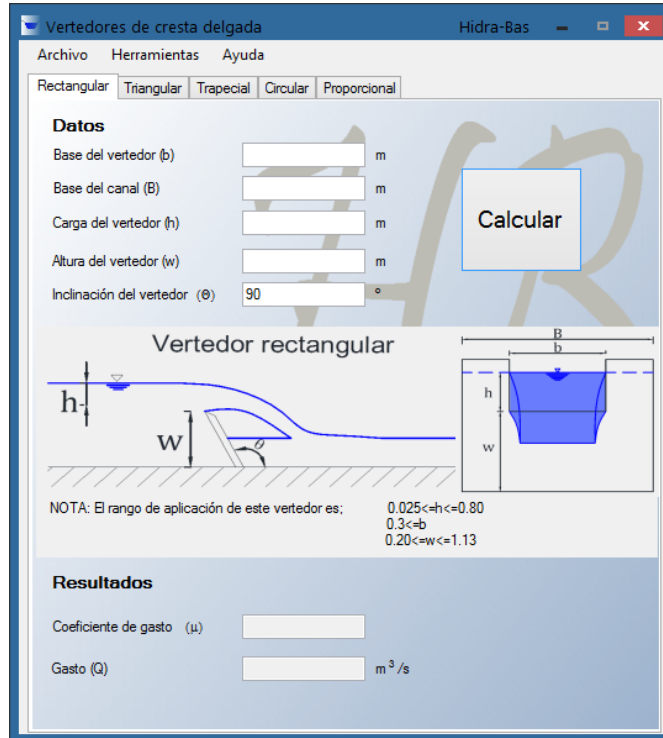 Vertedores de cresta delgada Hidra-Bas
Archivo Herramientas Ayuda
Rectangular Triangular Trapecial Circular Proporcional
HR
Datos
Base del vertedor (b) m
Base del canal (B) m
Carga del vertedor (h) m
Altura del vertedor (w) m
Inclinación del vertedor (Θ) 90 °
Calcular
Vertedor rectangular
h
w
θ
B
b
h
w
NOTA: El rango de aplicación de este vertedor es; 0.025<=h<=0.80
0.3<=b
0.20<=w<=1.13
Resultados
Coeficiente de gasto (μ)
Gasto (Q) m³/s